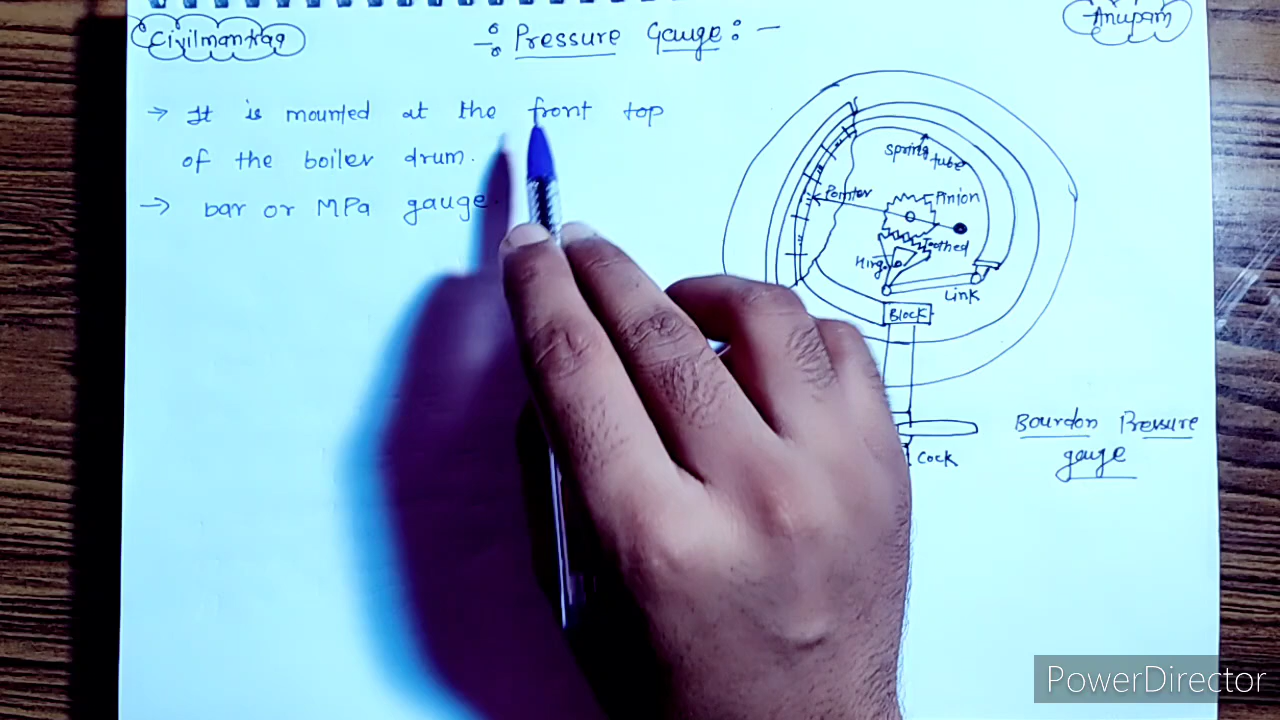 Civilmantraa
Pressure Gauge : -
Anupam
→ It is mounted at the front top
of the boiler drum.
→ bar or MPa gauge.
Spring tube
Pointer
Pinion
Toothed
Hinge
Link
Block
Cock
Bourdon Pressure
gauge
PowerDirector